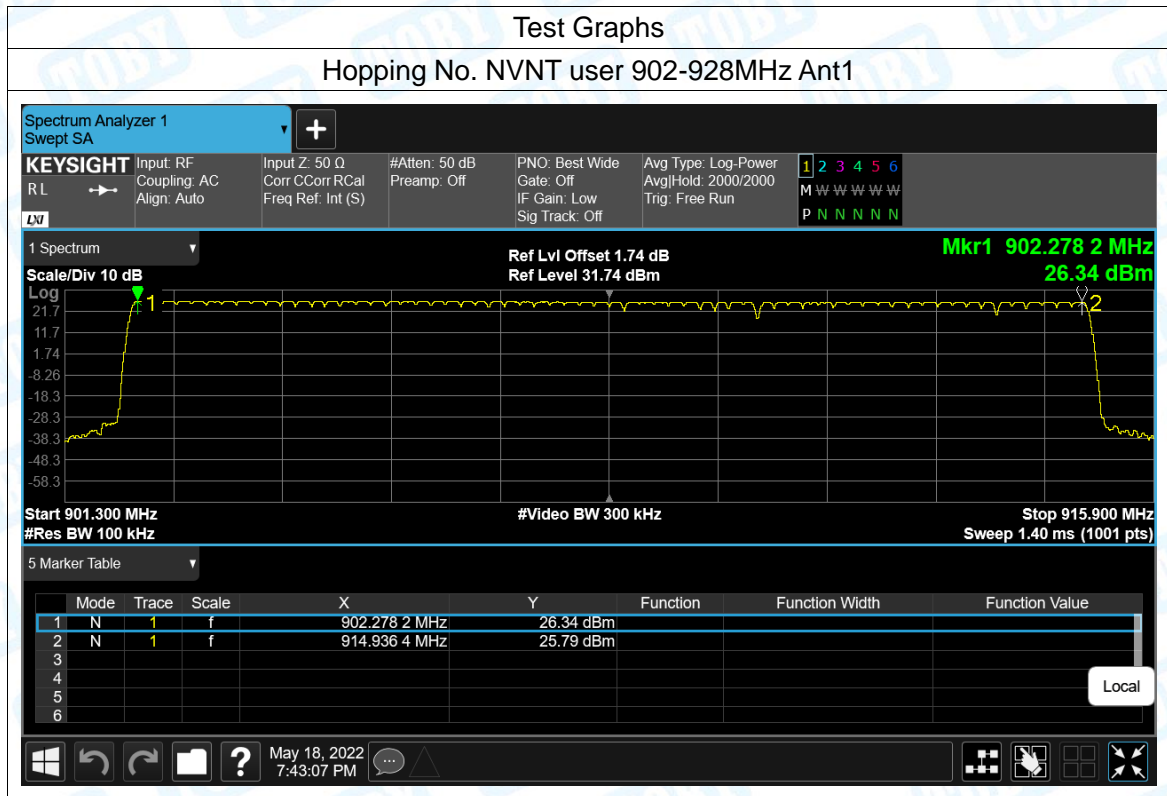 Test Graphs
Hopping No. NVNT user 902-928MHz Ant1
Spectrum Analyzer 1
Swept SA
+
KEYSIGHT Input: RF Input Z: 50 Ω #Atten: 50 dB PNO: Best Wide Avg Type: Log-Power 1 2 3 4 5 6
RL Coupling: AC Corr CCorr RCal Preamp: Off Gate: Off Avg|Hold: 2000/2000 M W W W W W
Align: Auto Freq Ref: Int (S) IF Gain: Low Trig: Free Run
LXI Sig Track: Off P N N N N N
1 Spectrum Ref Lvl Offset 1.74 dB Mkr1 902.278 2 MHz
Scale/Div 10 dB Ref Level 31.74 dBm 26.34 dBm
Log
1 2
21.7
11.7
1.74
-8.26
-18.3
-28.3
-38.3
-48.3
-58.3
Start 901.300 MHz #Video BW 300 kHz Stop 915.900 MHz
#Res BW 100 kHz Sweep 1.40 ms (1001 pts)
5 Marker Table
Mode Trace Scale X Y Function Function Width Function Value
1 N 1 f 902.278 2 MHz 26.34 dBm
2 N 1 f 914.936 4 MHz 25.79 dBm
3
4
5
6
Local
? May 18, 2022
7:43:07 PM
TOBY